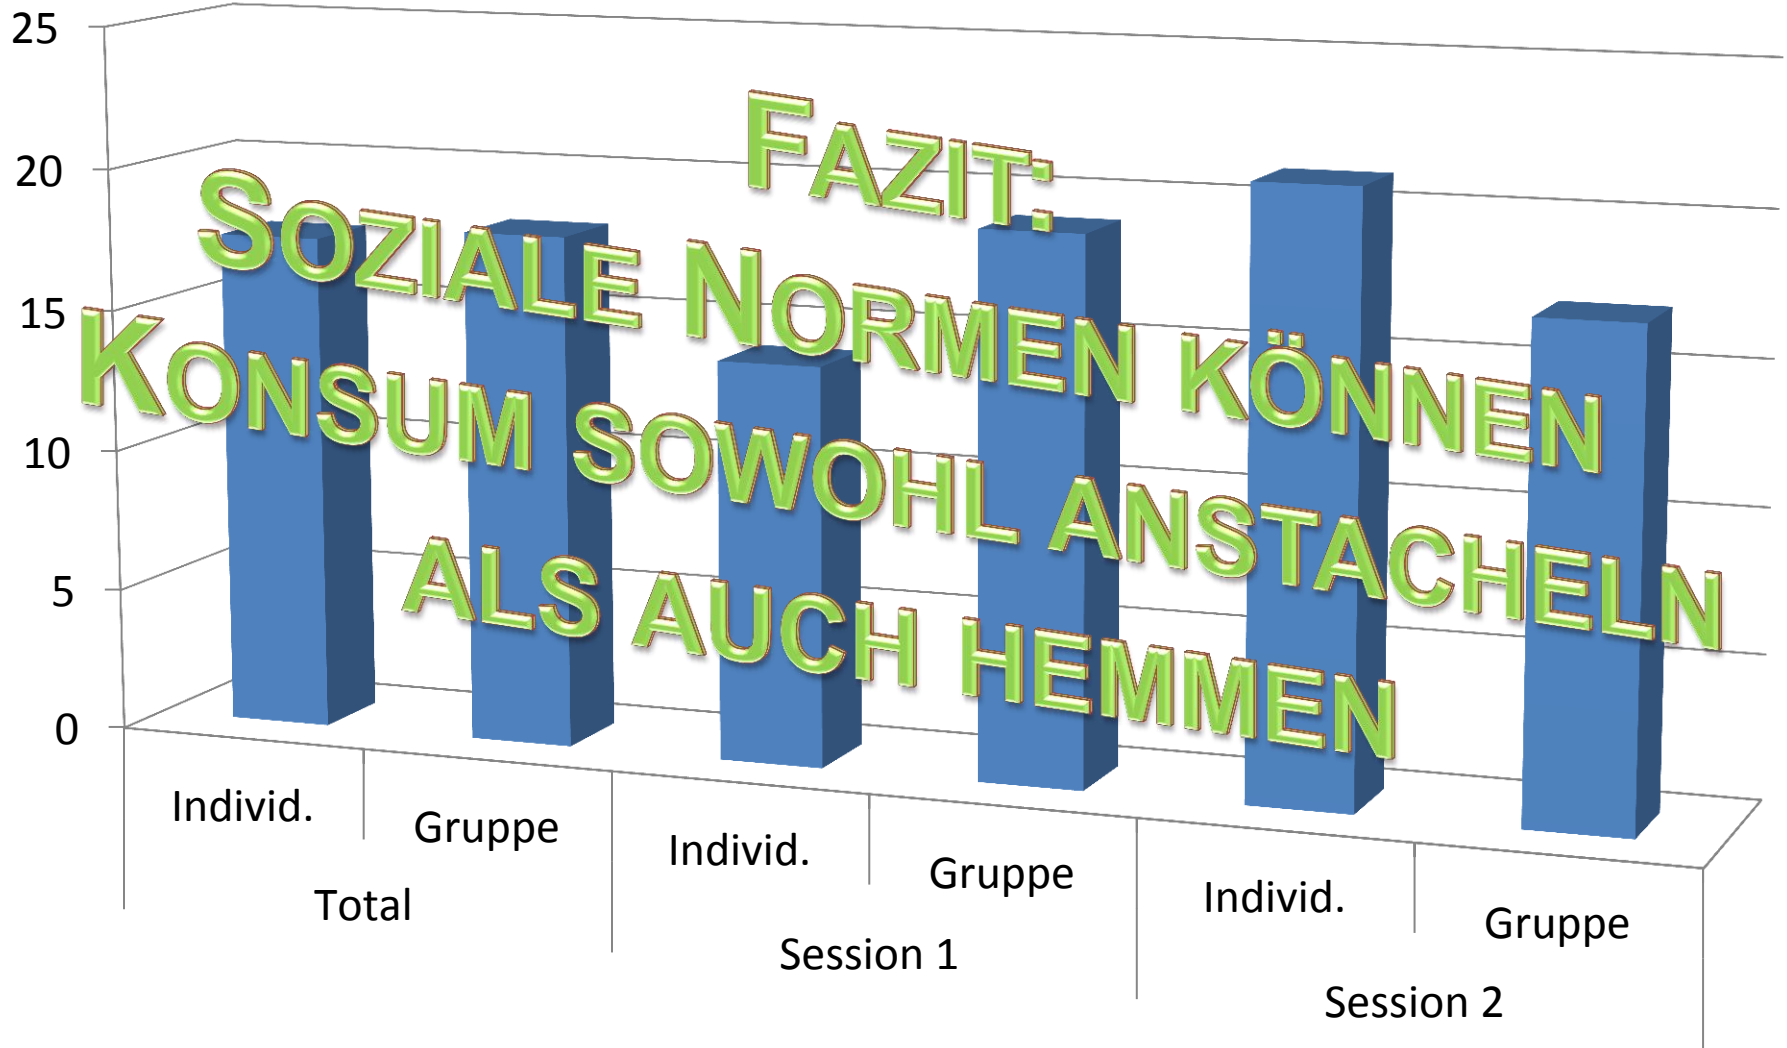 25
20
15
10
5
0
FAZIT:
SOZIALE NORMEN KÖNNEN
KONSUM SOWOHL ANSTACHELN
ALS AUCH HEMMEN
Individ.
Gruppe
Individ.
Gruppe
Individ.
Gruppe
Total
Session 1
Session 2